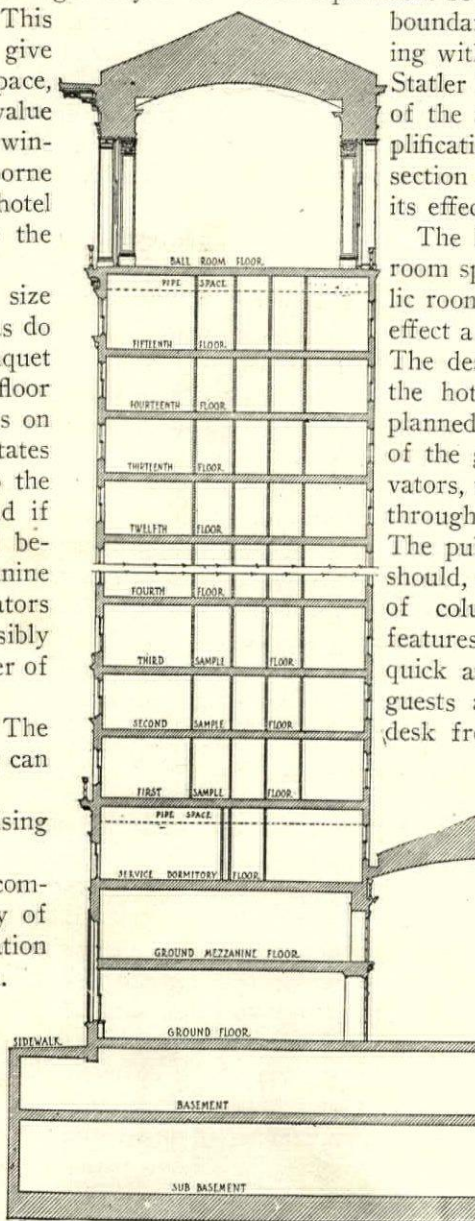 This
give
pace,
value
win-
orne
hotel
the
size
s do
quet
floor
s on
tates
the
d if
be-
nine
ators
sibly
er of
The
can
sing
com-
y of
ation
BALL ROOM FLOOR.
PIPE SPACE
FIFTEENTH FLOOR.
FOURTEENTH FLOOR.
THIRTEENTH FLOOR.
TWELFTH FLOOR.
FOURTH FLOOR.
THIRD SAMPLE FLOOR.
SECOND SAMPLE FLOOR
FIRST SAMPLE FLOOR.
PIPE SPACE
SERVICE DORMITORY FLOOR.
GROUND MEZZANINE FLOOR.
GROUND FLOOR.
SIDEWALK.
BASEMENT
SUB BASEMENT
boundar
ing with
Statler
of the
plificati
section
its effec
The
room sp
lic room
effect a
The des
the hot
planned
of the g
vators,
through
The pu
should,
of colu
features
quick a
guests a
desk fr